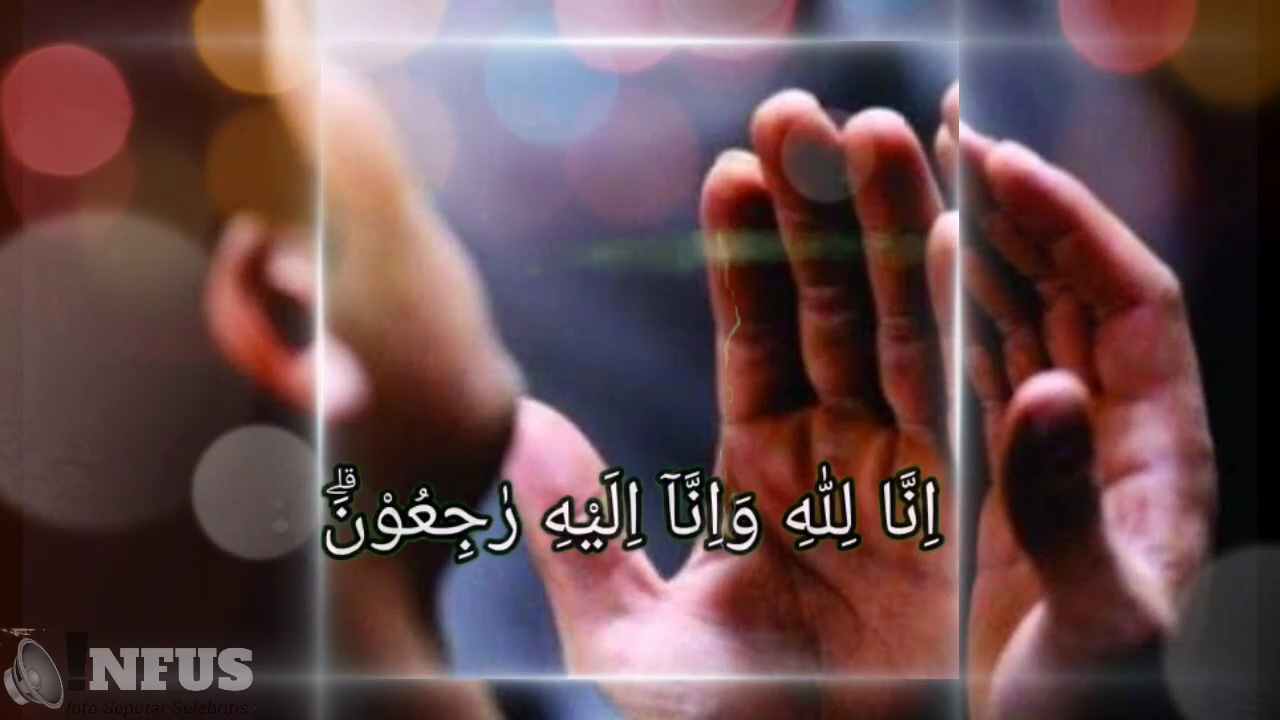 اِنَّا لِلّٰهِ وَاِنَّآ اِلَيْهِ رٰجِعُوْنَۗ
!NFUS
Info Seputar Selebritis